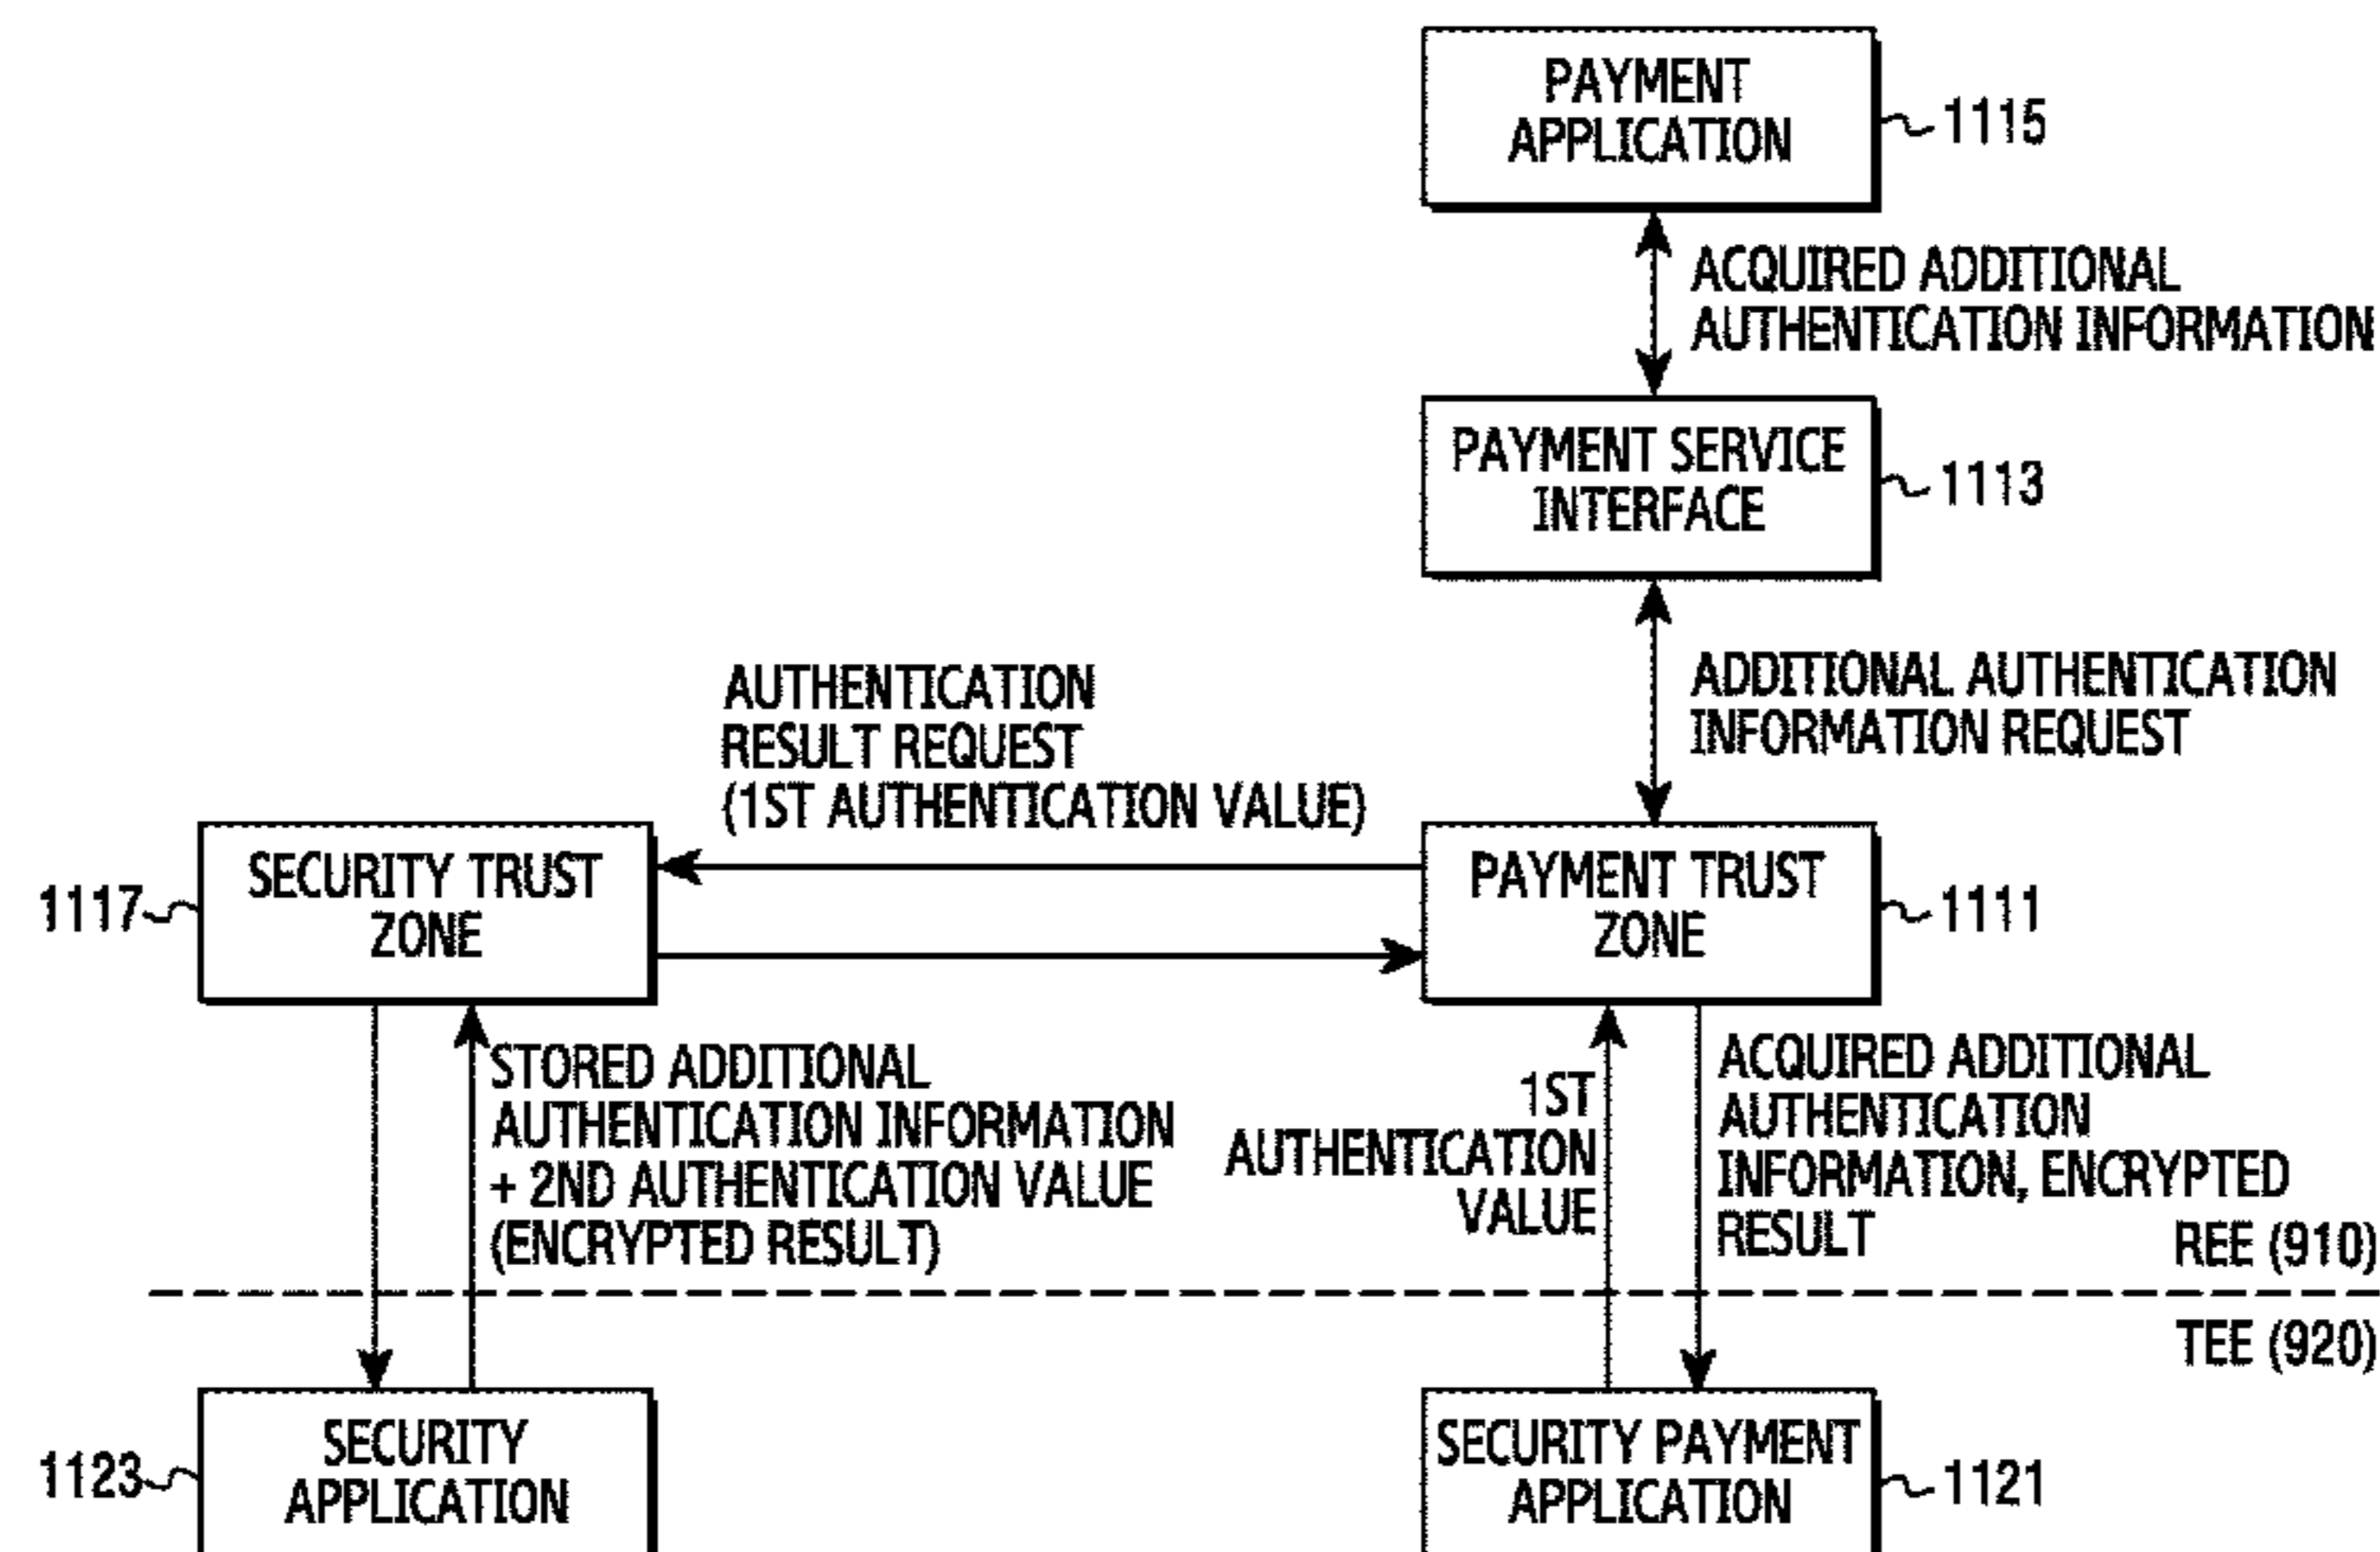 PAYMENT
APPLICATION
1115
ACQUIRED ADDITIONAL
AUTHENTICATION INFORMATION
PAYMENT SERVICE
INTERFACE
1113
ADDITIONAL AUTHENTICATION
INFORMATION REQUEST
AUTHENTICATION
RESULT REQUEST
(1ST AUTHENTICATION VALUE)
1117
SECURITY TRUST
ZONE
PAYMENT TRUST
ZONE
1111
STORED ADDITIONAL
AUTHENTICATION INFORMATION
+ 2ND AUTHENTICATION VALUE
(ENCRYPTED RESULT)
1ST
AUTHENTICATION
VALUE
ACQUIRED ADDITIONAL
AUTHENTICATION
INFORMATION, ENCRYPTED
RESULT
REE (910)
TEE (920)
1123
SECURITY
APPLICATION
SECURITY PAYMENT
APPLICATION
1121